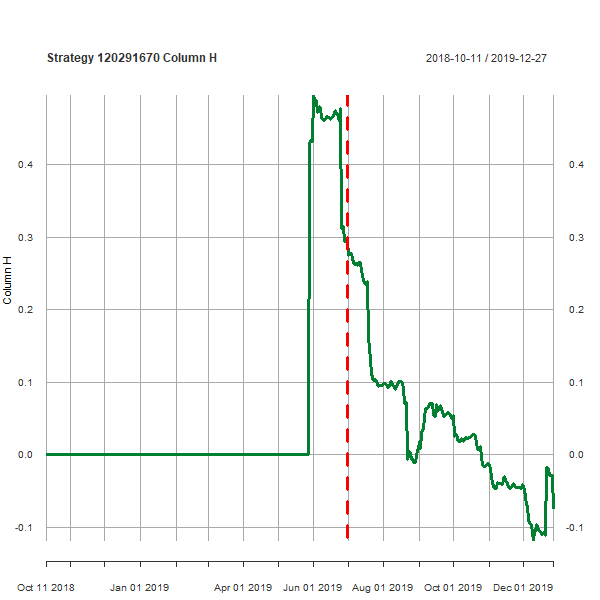 Strategy 120291670 Column H
2018-10-11 / 2019-12-27
Column H
0.4
0.3
0.2
0.1
0.0
-0.1
0.4
0.3
0.2
0.1
0.0
-0.1
Oct 11 2018
Jan 01 2019
Apr 01 2019
Jun 01 2019
Aug 01 2019
Oct 01 2019
Dec 01 2019